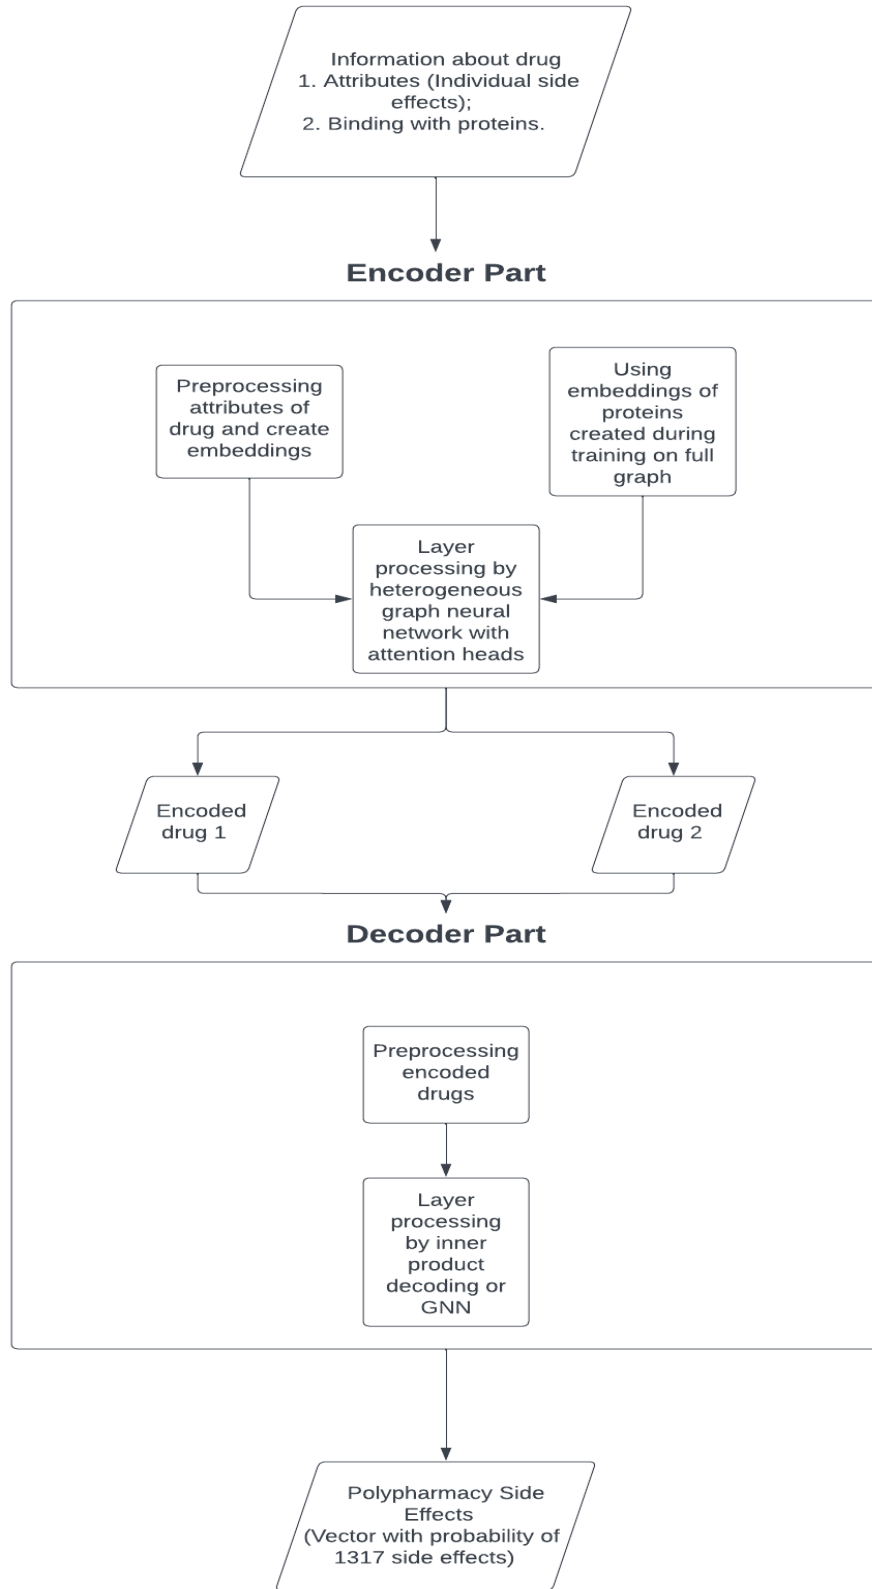 Information about drug
1. Attributes (Individual side
effects);
2. Binding with proteins.
Encoder Part
Preprocessing
attributes of
drug and create
embeddings
Using
embeddings of
proteins
created during
training on full
graph
Layer
processing by
heterogeneous
graph neural
network with
attention heads
Encoded
drug 1
Encoded
drug 2
Decoder Part
Preprocessing
encoded
drugs
Layer
processing
by inner
product
decoding or
GNN
Polypharmacy Side
Effects
(Vector with probability of
1317 side effects)